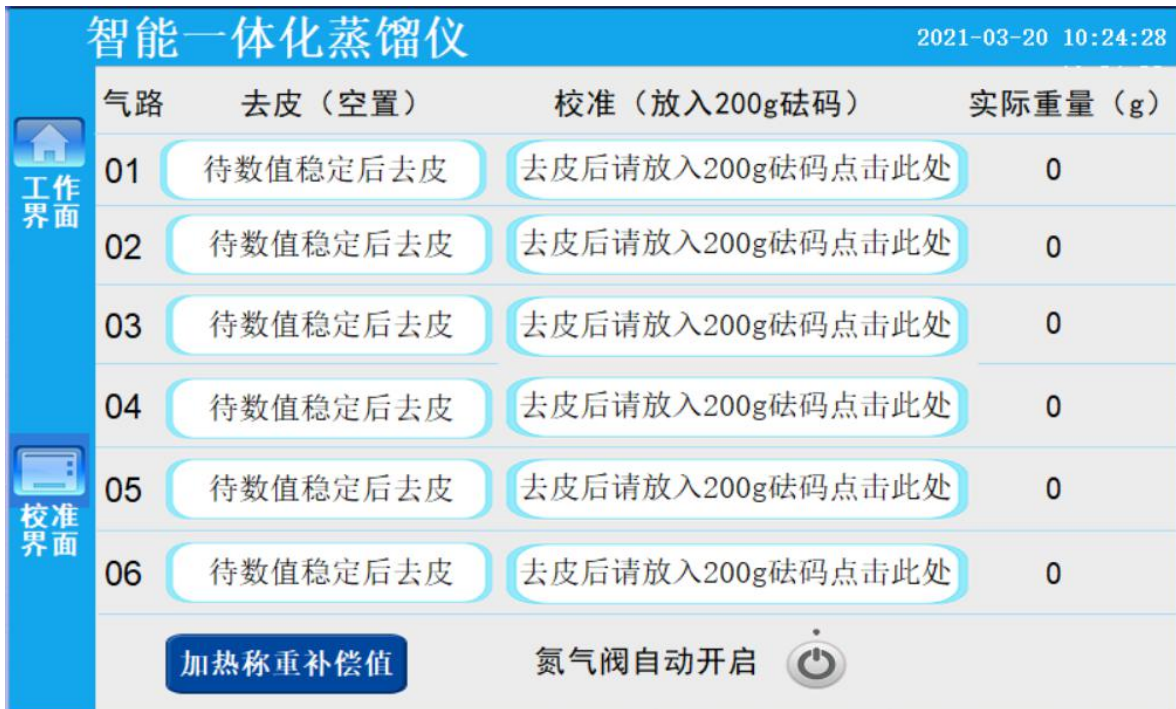 智能一体化蒸馏仪
2021-03-20 10:24:28
气路 去皮（空置） 校准（放入200g砝码） 实际重量（g）
01 待数值稳定后去皮 去皮后请放入200g砝码点击此处 0
02 待数值稳定后去皮 去皮后请放入200g砝码点击此处 0
03 待数值稳定后去皮 去皮后请放入200g砝码点击此处 0
04 待数值稳定后去皮 去皮后请放入200g砝码点击此处 0
05 待数值稳定后去皮 去皮后请放入200g砝码点击此处 0
06 待数值稳定后去皮 去皮后请放入200g砝码点击此处 0
工作
界面
校准
界面
加热称重补偿值 氮气阀自动开启